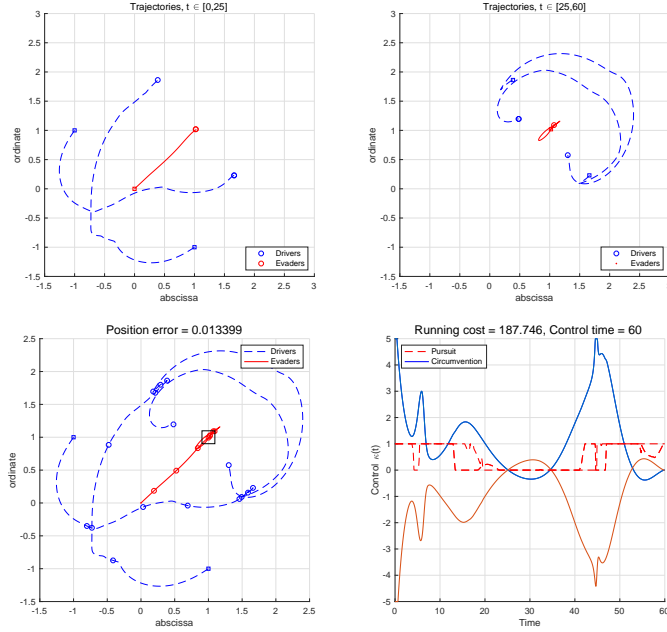 Trajectories, t ∈ [0,25]
3
2.5
2
1.5
1
0.5
0
-0.5
-1
-1.5
-1.5 -1 -0.5 0 0.5 1 1.5 2 2.5 3
abscissa
ordinate
Drivers
Evaders
Trajectories, t ∈ [25,60]
3
2.5
2
1.5
1
0.5
0
-0.5
-1
-1.5
-1.5 -1 -0.5 0 0.5 1 1.5 2 2.5 3
abscissa
ordinate
Drivers
Evaders
Position error = 0.013399
2.5
2
1.5
1
0.5
0
-0.5
-1
-1.5
-2 -1.5 -1 -0.5 0 0.5 1 1.5 2 2.5
abscissa
ordinate
Drivers
Evaders
Running cost = 187.746, Control time = 60
5
4
3
2
1
0
-1
-2
-3
-4
-5
0 10 20 30 40 50 60
Time
Control κ(t)
Pursuit
Circumvention